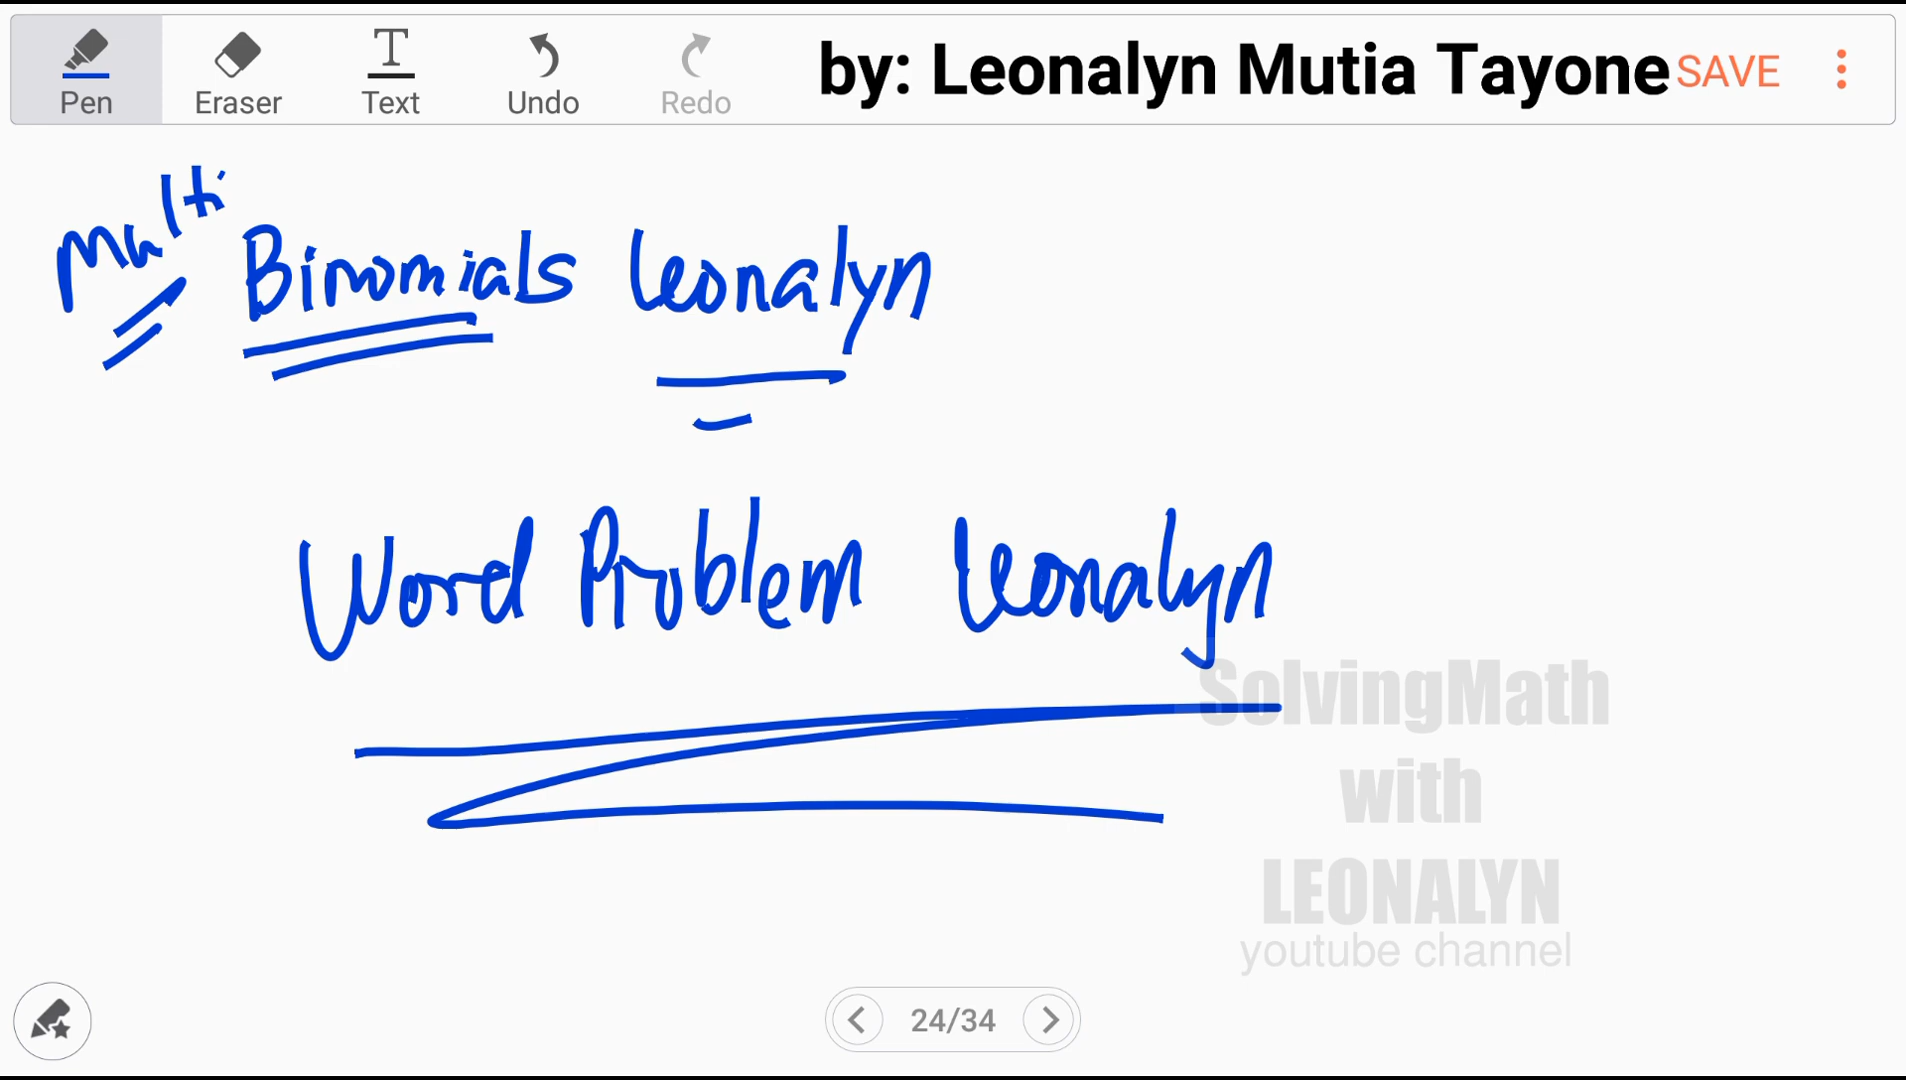 Pen Eraser Text Undo Redo by: Leonalyn Mutia Tayone SAVE
Multi Binomials Leonalyn
Word Problem Leonalyn
SolvingMath
with
LEONALYN
youtube channel
24/34